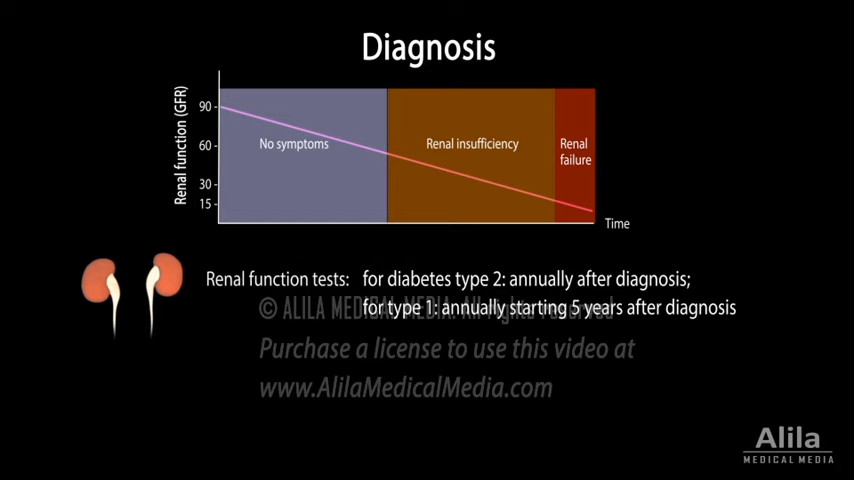 Diagnosis
Renal function (GFR)
90
60
30
15
No symptoms
Renal insufficiency
Renal
failure
Time
Renal function tests: for diabetes type 2: annually after diagnosis;
for type 1: annually starting 5 years after diagnosis
© ALILA MEDICAL MEDIA. All rights reserved
Purchase a license to use this video at
www.AlilaMedicalMedia.com
Alila
MEDICAL MEDIA